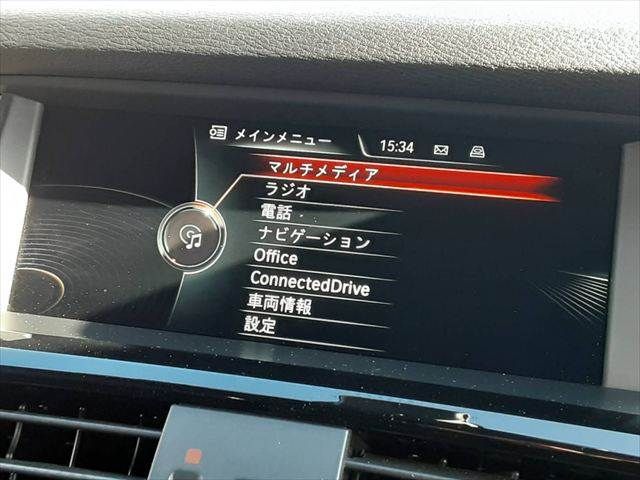 メインメニュー 15:34
マルチメディア
ラジオ
電話
ナビゲーション
Office
ConnectedDrive
車両情報
設定